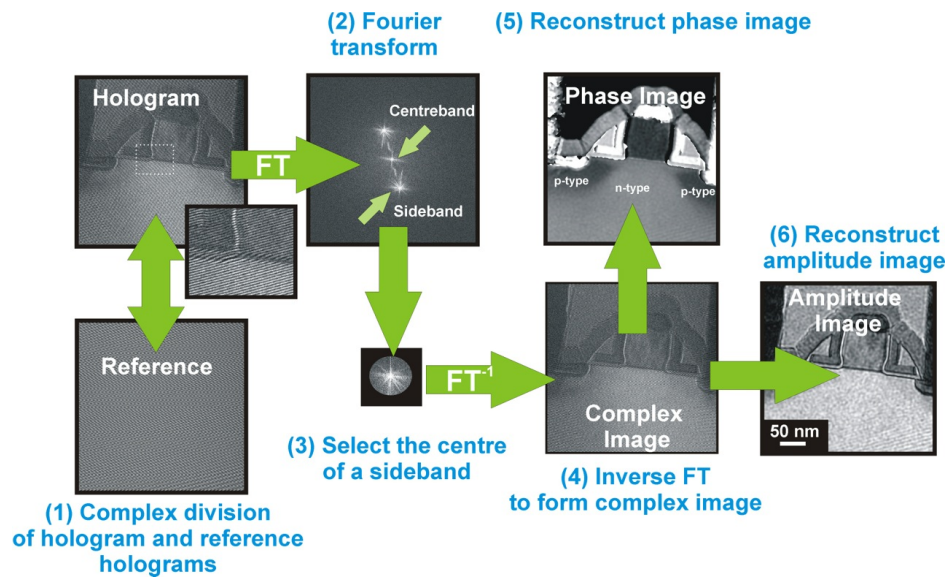 (2) Fourier
transform
(5) Reconstruct phase image
Hologram
FT
Centreband
Sideband
Phase Image
p-type
n-type
p-type
(6) Reconstruct
amplitude image
Reference
FT-1
Complex
Image
Amplitude
Image
50 nm
(3) Select the centre
of a sideband
(4) Inverse FT
to form complex image
(1) Complex division
of hologram and reference
holograms